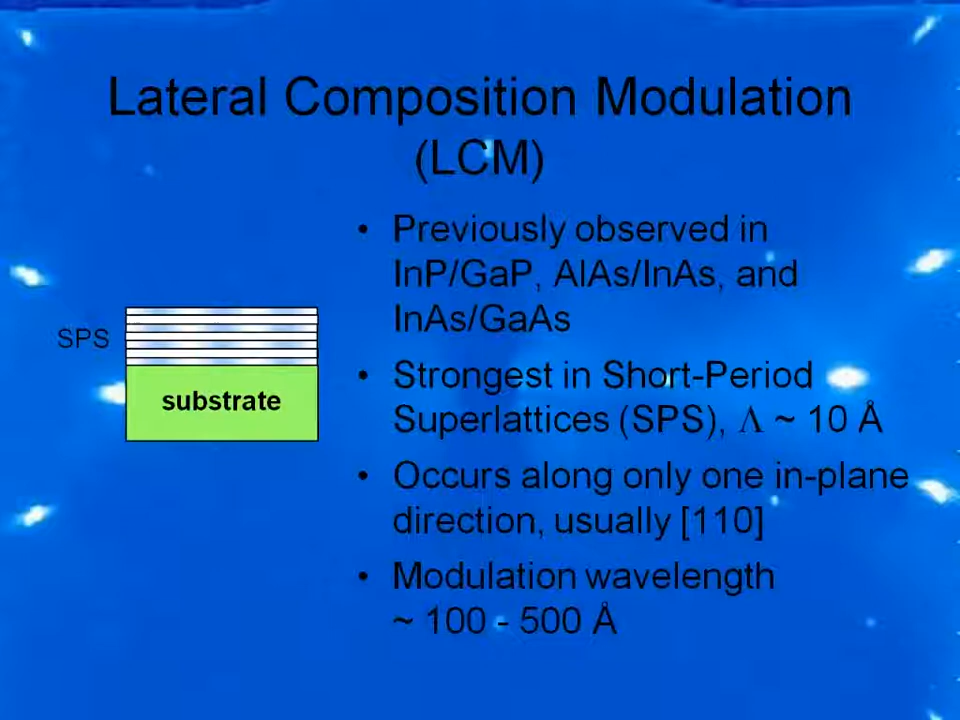 Lateral Composition Modulation
(LCM)
• Previously observed in
InP/GaP, AlAs/InAs, and
InAs/GaAs
SPS
substrate
• Strongest in Short-Period
Superlattices (SPS), Λ ~ 10 Å
• Occurs along only one in-plane
direction, usually [110]
• Modulation wavelength
~ 100 - 500 Å